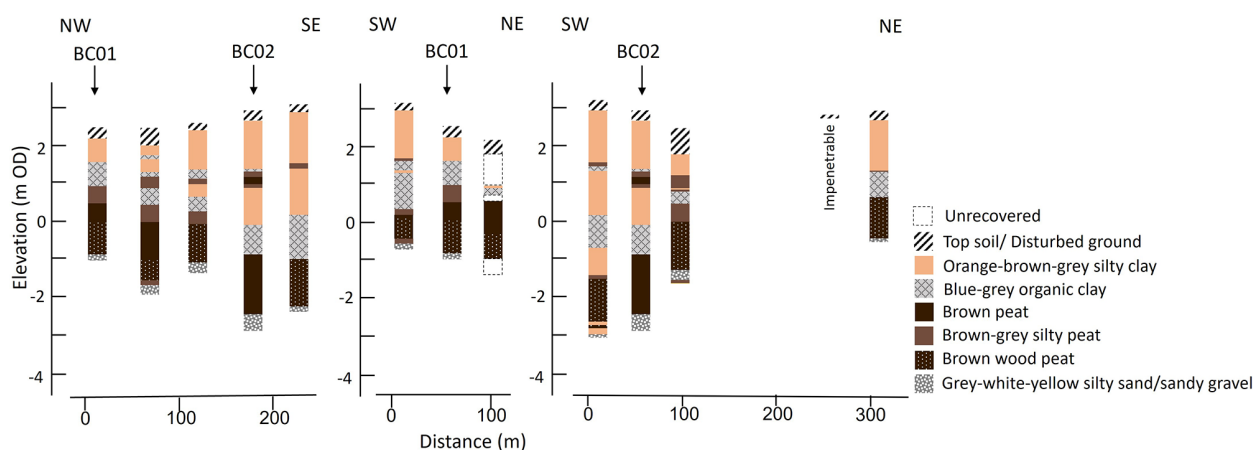 NW
SE
SW
NE
SW
NE
BC01
BC02
BC01
BC02
Elevation (m OD)
2
0
-2
-4
2
0
-2
-4
2
0
-2
-4
Impenetrable
0
100
200
0
100
0
100
200
300
Distance (m)
Unrecovered
Top soil/ Disturbed ground
Orange-brown-grey silty clay
Blue-grey organic clay
Brown peat
Brown-grey silty peat
Brown wood peat
Grey-white-yellow silty sand/sandy gravel